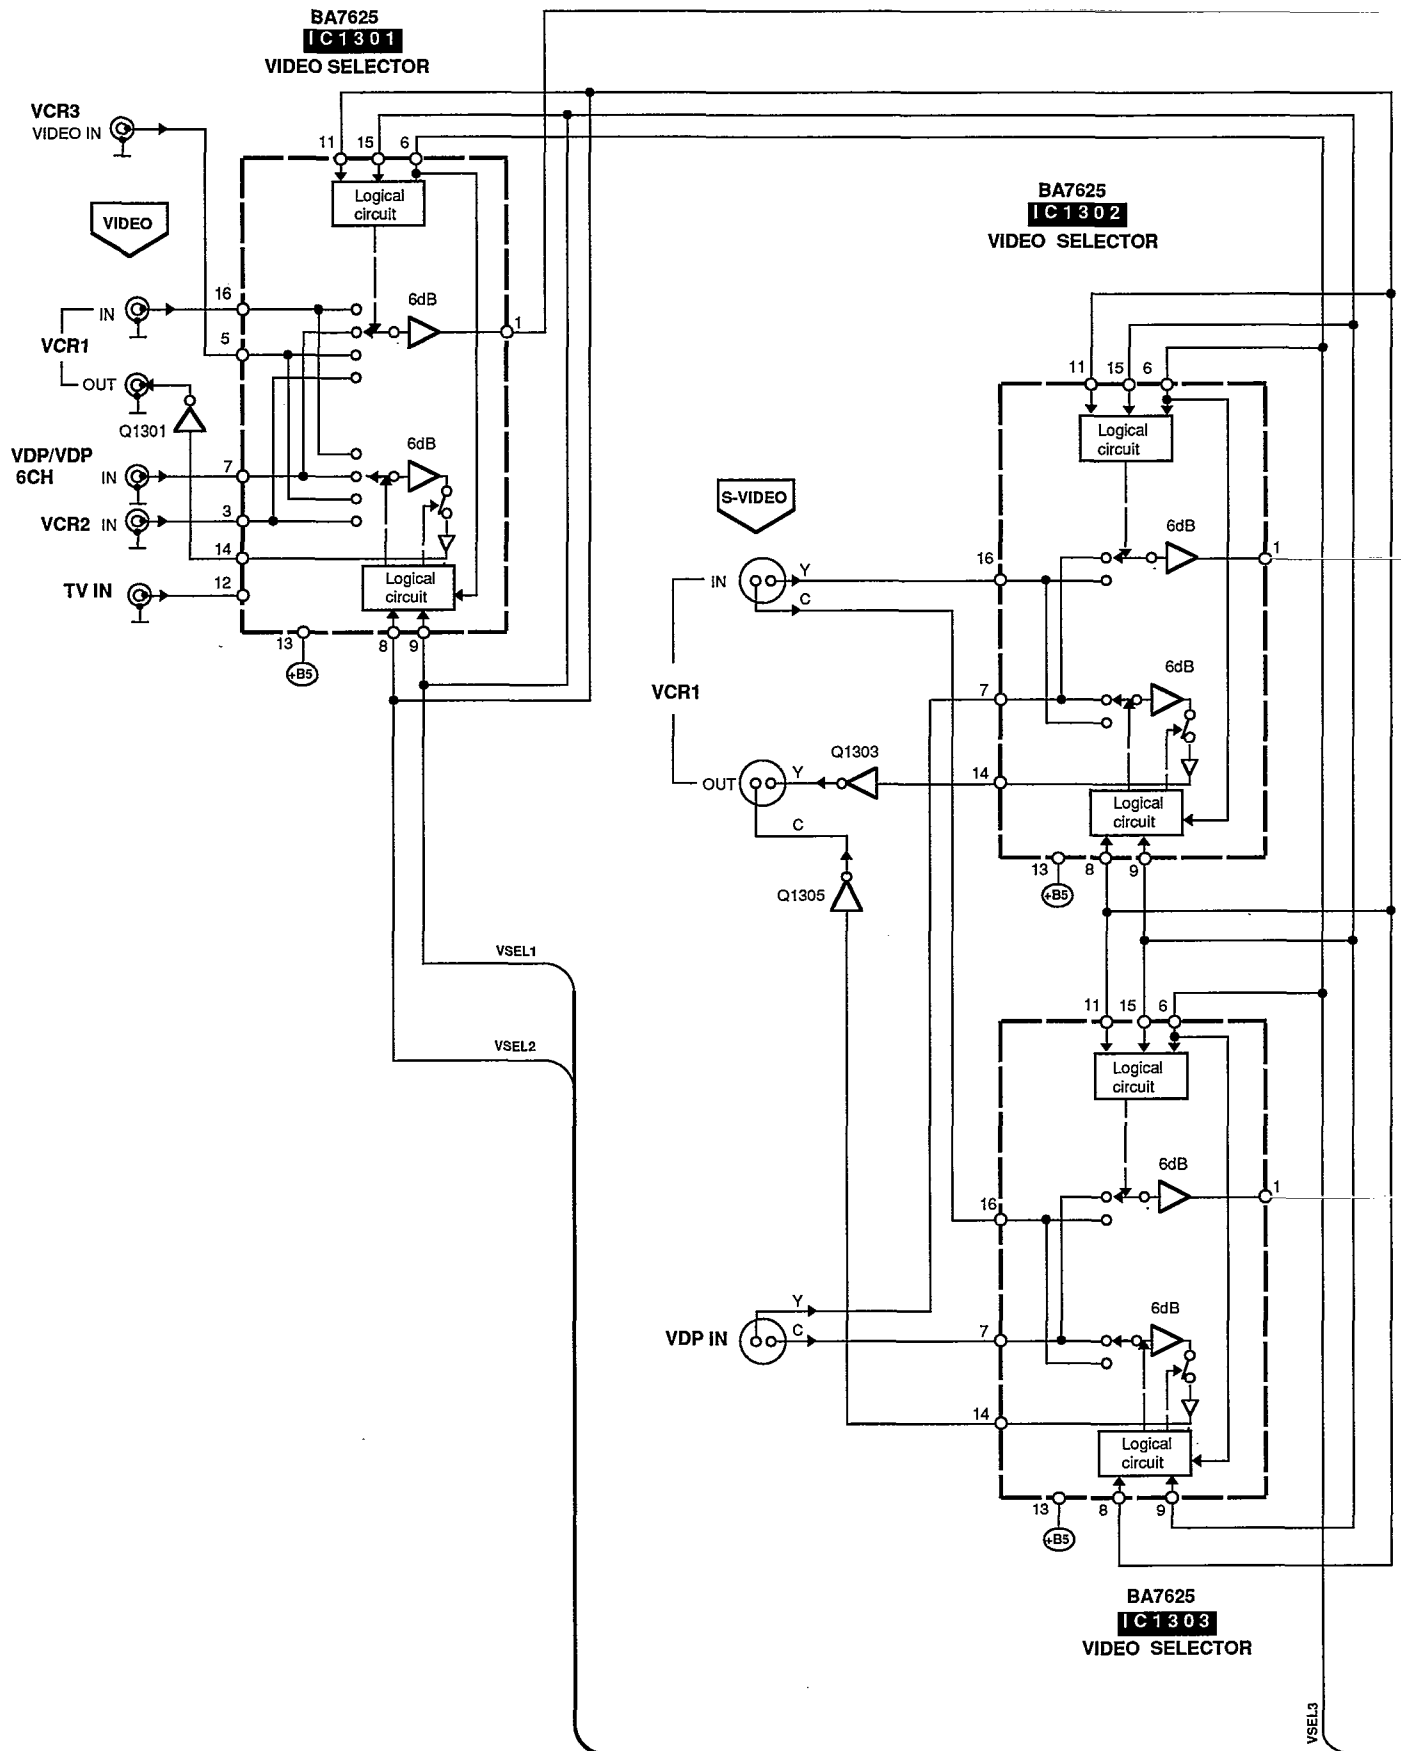 BA7625
IC1301
VIDEO SELECTOR
VCR3
VIDEO IN
11 15 6
Logical
circuit
VIDEO
BA7625
IC1302
VIDEO SELECTOR
16
IN
6dB
1
VCR1
5
OUT
Q1301
11 15 6
Logical
circuit
VDP/VDP
6CH
IN
7
6dB
VCR2 IN
3
S-VIDEO
14
6dB
1
TV IN
12
Logical
circuit
IN
Y
16
C
13
8
9
+B5
6dB
VCR1
7
Q1303
OUT
Y
14
C
Logical
circuit
13
8
9
+B5
Q1305
VSEL1
11 15 6
VSEL2
Logical
circuit
6dB
1
16
Y
6dB
VDP IN
C
7
14
Logical
circuit
13
8
9
+B5
BA7625
IC1303
VIDEO SELECTOR
VSEL3